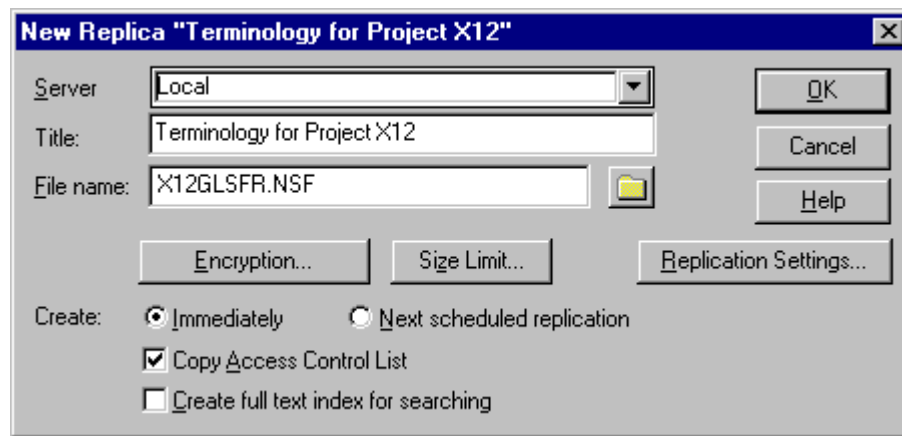 New Replica "Terminology for Project X12"
Server Local OK
Title: Terminology for Project X12 Cancel
File name: X12GLSFR.NSF Help
Encryption... Size Limit... Replication Settings...
Create: Immediately Next scheduled replication
Copy Access Control List
Create full text index for searching